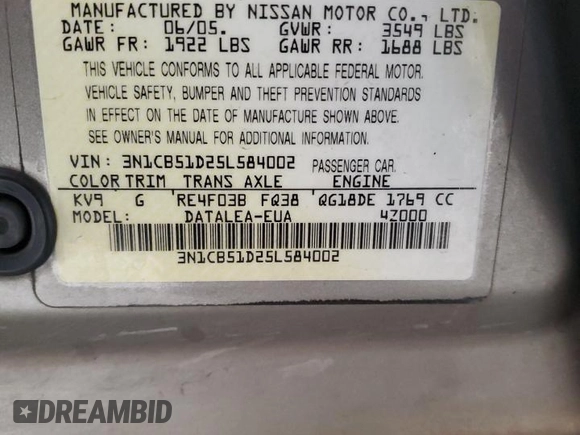 MANUFACTURED BY NISSAN MOTOR CO., LTD.
DATE: 06/05. GVWR: 3549 LBS
GAWR FR: 1922 LBS GAWR RR: 1688 LBS
THIS VEHICLE CONFORMS TO ALL APPLICABLE FEDERAL MOTOR.
VEHICLE SAFETY, BUMPER AND THEFT PREVENTION STANDARDS
IN EFFECT ON THE DATE OF MANUFACTURE SHOWN ABOVE.
SEE OWNER'S MANUAL FOR ADDITIONAL INFORMATION.
VIN: 3N1CB51D25L584002 PASSENGER CAR.
COLOR TRIM TRANS AXLE ENGINE
KV9 G RE4F03B FQ38 QG18DE 1769 CC
MODEL: DATALEA-EUA 4Z000
3N1CB51D25L584002
DREAMBID